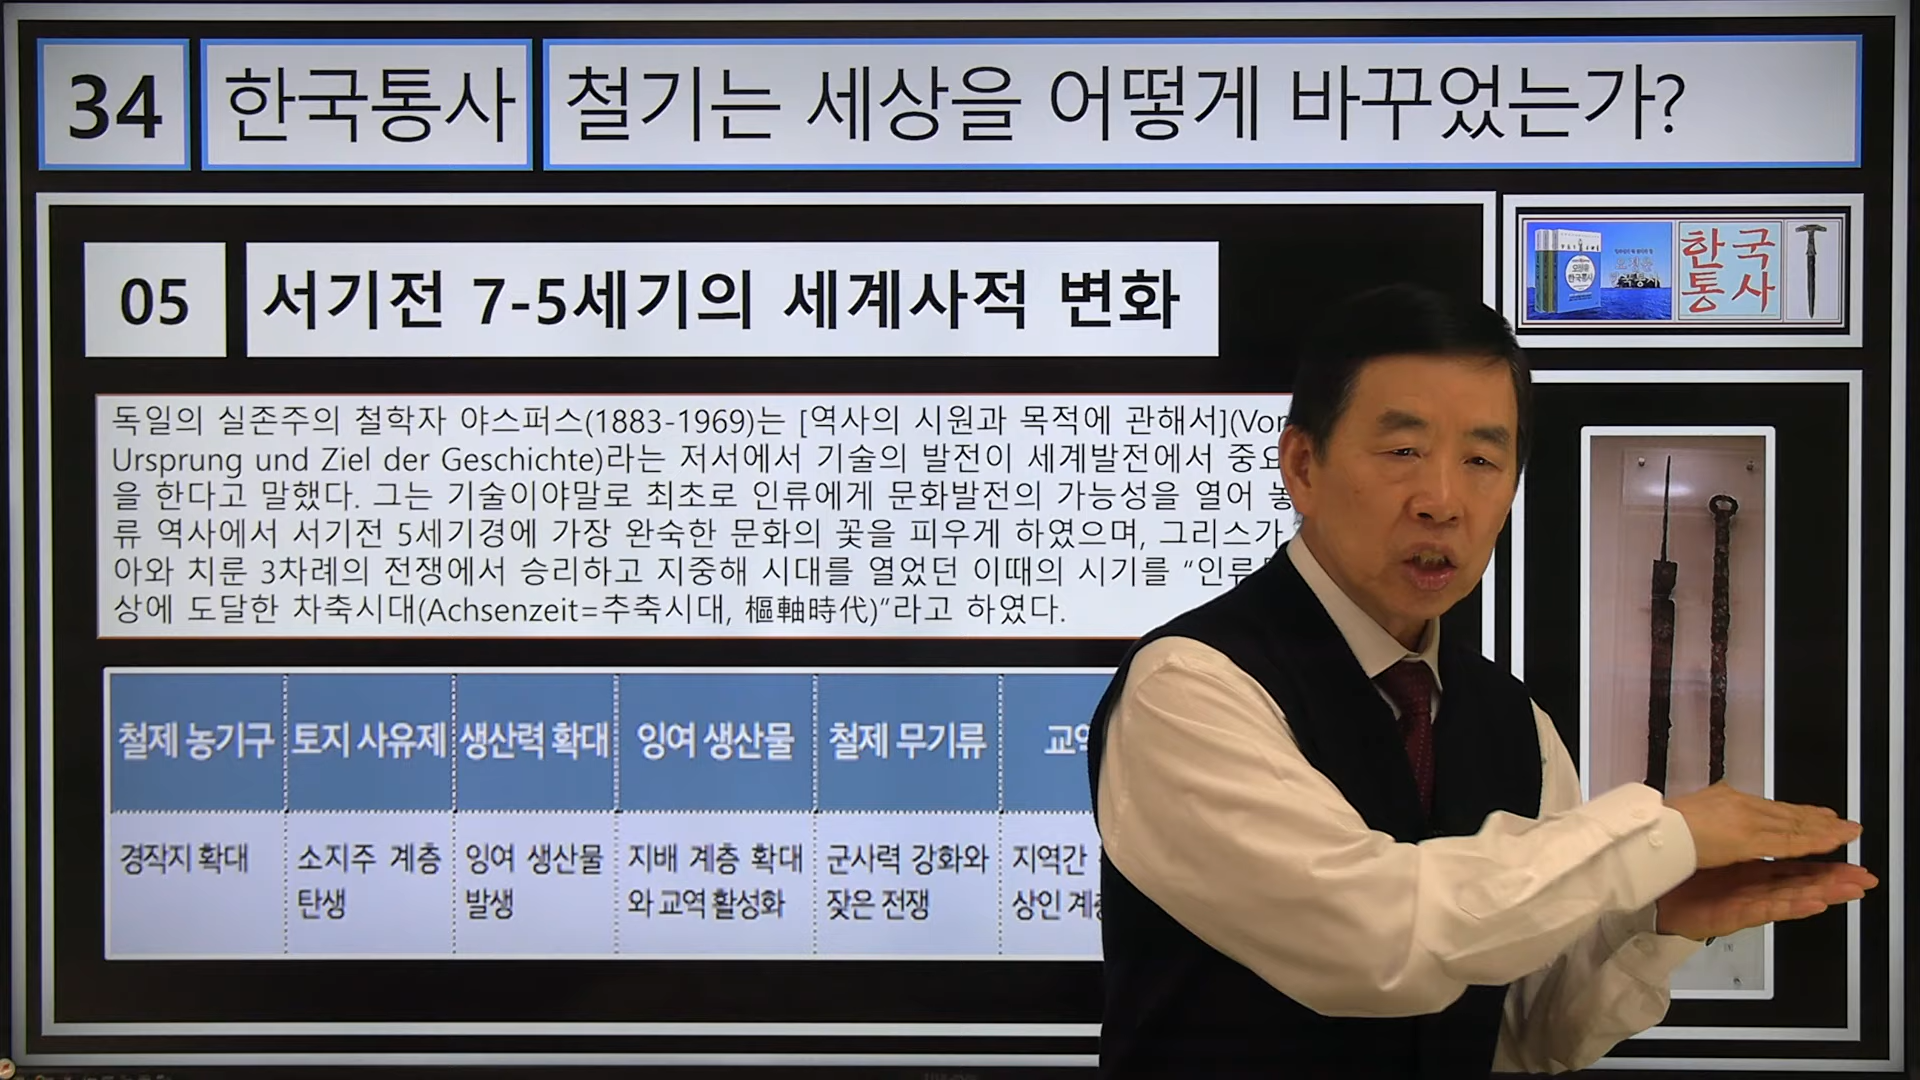 34 한국통사 철기는 세상을 어떻게 바꾸었는가?
05 서기전 7-5세기의 세계사적 변화
한국
통사
독일의 실존주의 철학자 야스퍼스(1883-1969)는 [역사의 시원과 목적에 관해서](Von
Ursprung und Ziel der Geschichte)라는 저서에서 기술의 발전이 세계발전에서 중요
을 한다고 말했다. 그는 기술이야말로 최초로 인류에게 문화발전의 가능성을 열어
류 역사에서 서기전 5세기경에 가장 완숙한 문화의 꽃을 피우게 하였으며, 그리스가
아와 치룬 3차례의 전쟁에서 승리하고 지중해 시대를 열었던 이때의 시기를 “인류
상에 도달한 차축시대(Achsenzeit=추축시대, 樞軸時代)”라고 하였다.
철제 농기구 토지 사유제 생산력 확대 잉여 생산물 철제 무기류 교역
경작지 확대 소지주 계층 잉여 생산물 지배 계층 확대 군사력 강화와 지역간
탄생 발생 와 교역 활성화 잦은 전쟁 상인 계층